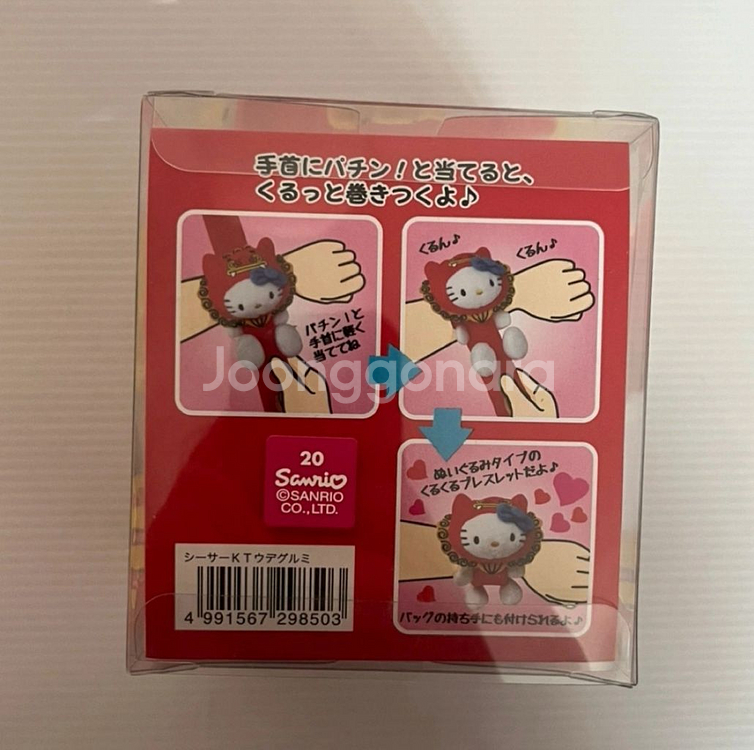 手首にパチン！と当てると、
くるっと巻きつくよ♪
パチン！と
手首に軽く
当ててね
くるん♪
くるん♪
Joonggonara
ぬいぐるみタイプの
くるくるブレスレットだよ♪
バッグの持ち手にも付けられるよ♪
20
Sanrio
©SANRIO
CO.,LTD.
シーサーKTウデグルミ
4 991567 298503